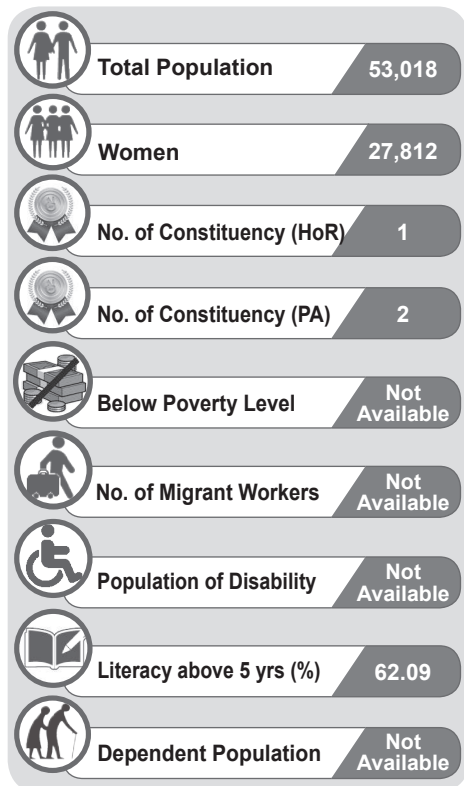 Total Population 53,018
Women 27,812
No. of Constituency (HoR) 1
No. of Constituency (PA) 2
Below Poverty Level Not Available
No. of Migrant Workers Not Available
Population of Disability Not Available
Literacy above 5 yrs (%) 62.09
Dependent Population Not Available